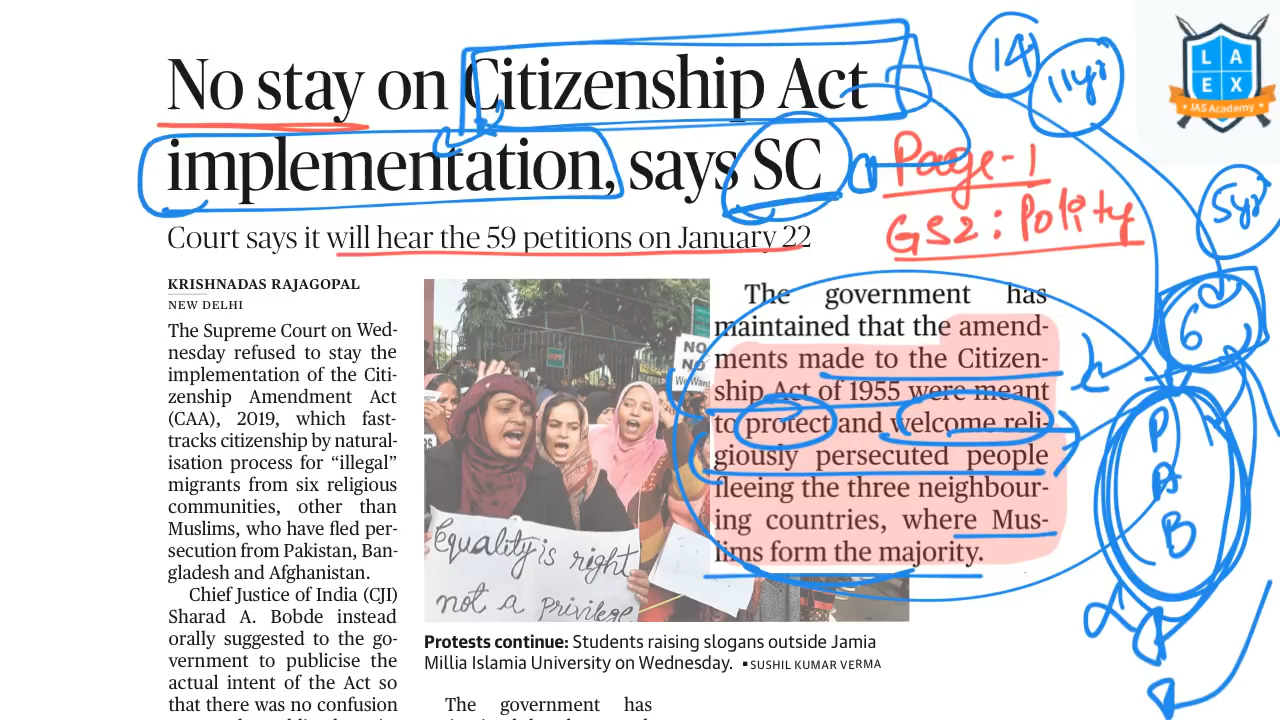 No stay on Citizenship Act
implementation, says SC
Court says it will hear the 59 petitions on January 22
KRISHNADAS RAJAGOPAL
NEW DELHI
The Supreme Court on Wed-
nesday refused to stay the
implementation of the Citi-
zenship Amendment Act
(CAA), 2019, which fast-
tracks citizenship by natural-
isation process for “illegal”
migrants from six religious
communities, other than
Muslims, who have fled per-
secution from Pakistan, Ban-
gladesh and Afghanistan.
Chief Justice of India (CJI)
Sharad A. Bobde instead
orally suggested to the go-
vernment to publicise the
actual intent of the Act so
that there was no confusion
NO
NO
We Want
equality is right
not a privilege
Protests continue: Students raising slogans outside Jamia
Millia Islamia University on Wednesday. ▪SUSHIL KUMAR VERMA
The government has
The government has
maintained that the amend-
ments made to the Citizen-
ship Act of 1955 were meant
to protect and welcome reli-
giously persecuted people
fleeing the three neighbour-
ing countries, where Mus-
lims form the majority.
Page-1
GS2: Polity
14
11yr
5yr
6
P
A
B
L A
E X
IAS Academy